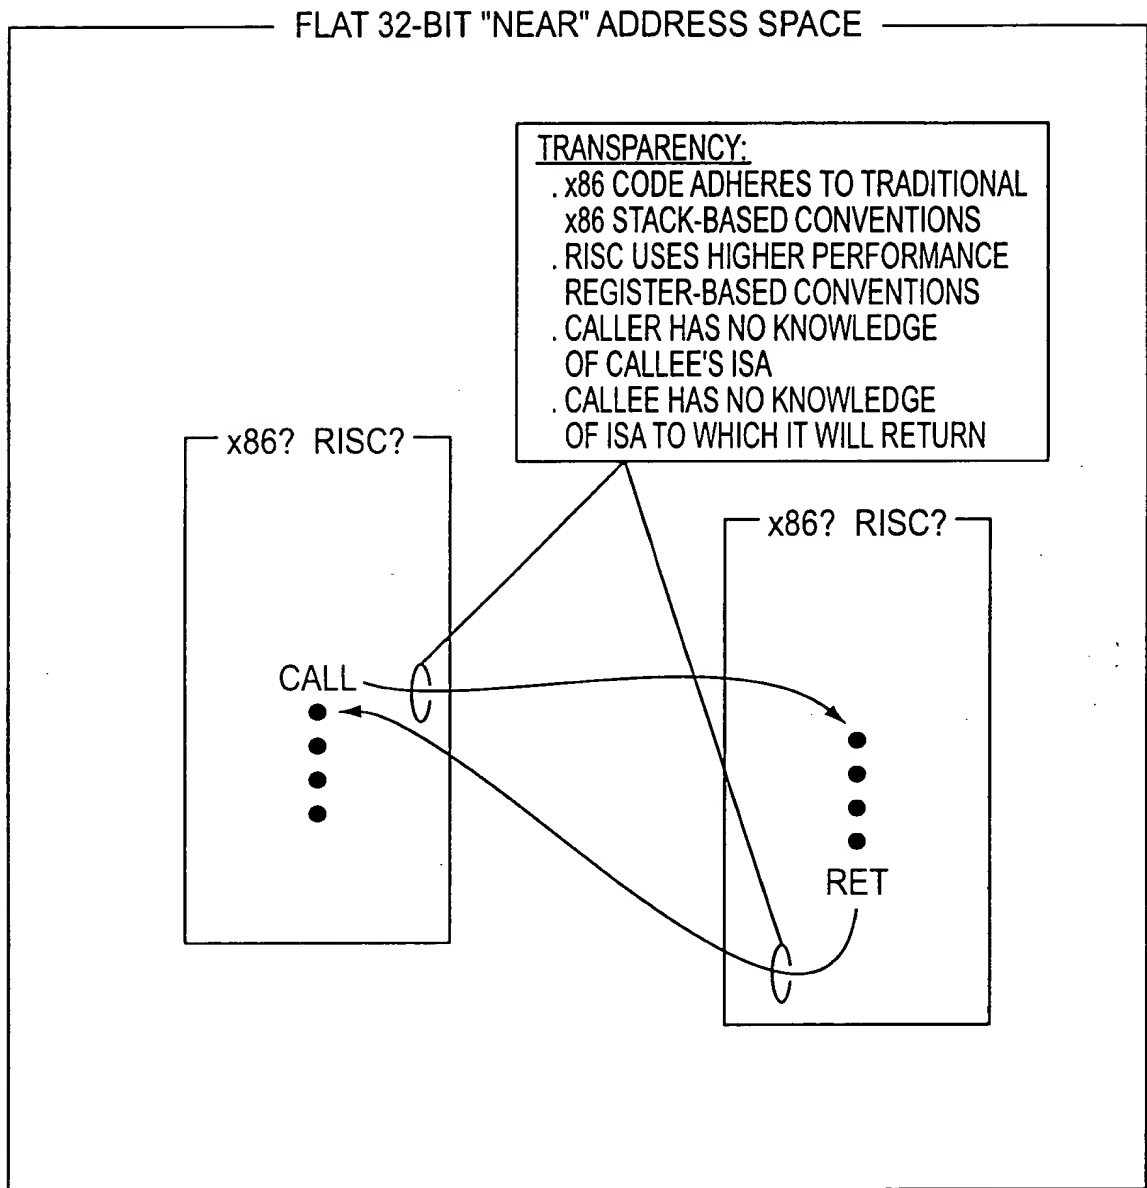 FLAT 32-BIT "NEAR" ADDRESS SPACE
TRANSPARENCY:
. x86 CODE ADHERES TO TRADITIONAL
x86 STACK-BASED CONVENTIONS
. RISC USES HIGHER PERFORMANCE
REGISTER-BASED CONVENTIONS
. CALLER HAS NO KNOWLEDGE
OF CALLEE'S ISA
. CALLEE HAS NO KNOWLEDGE
OF ISA TO WHICH IT WILL RETURN
x86? RISC?
x86? RISC?
CALL
RET